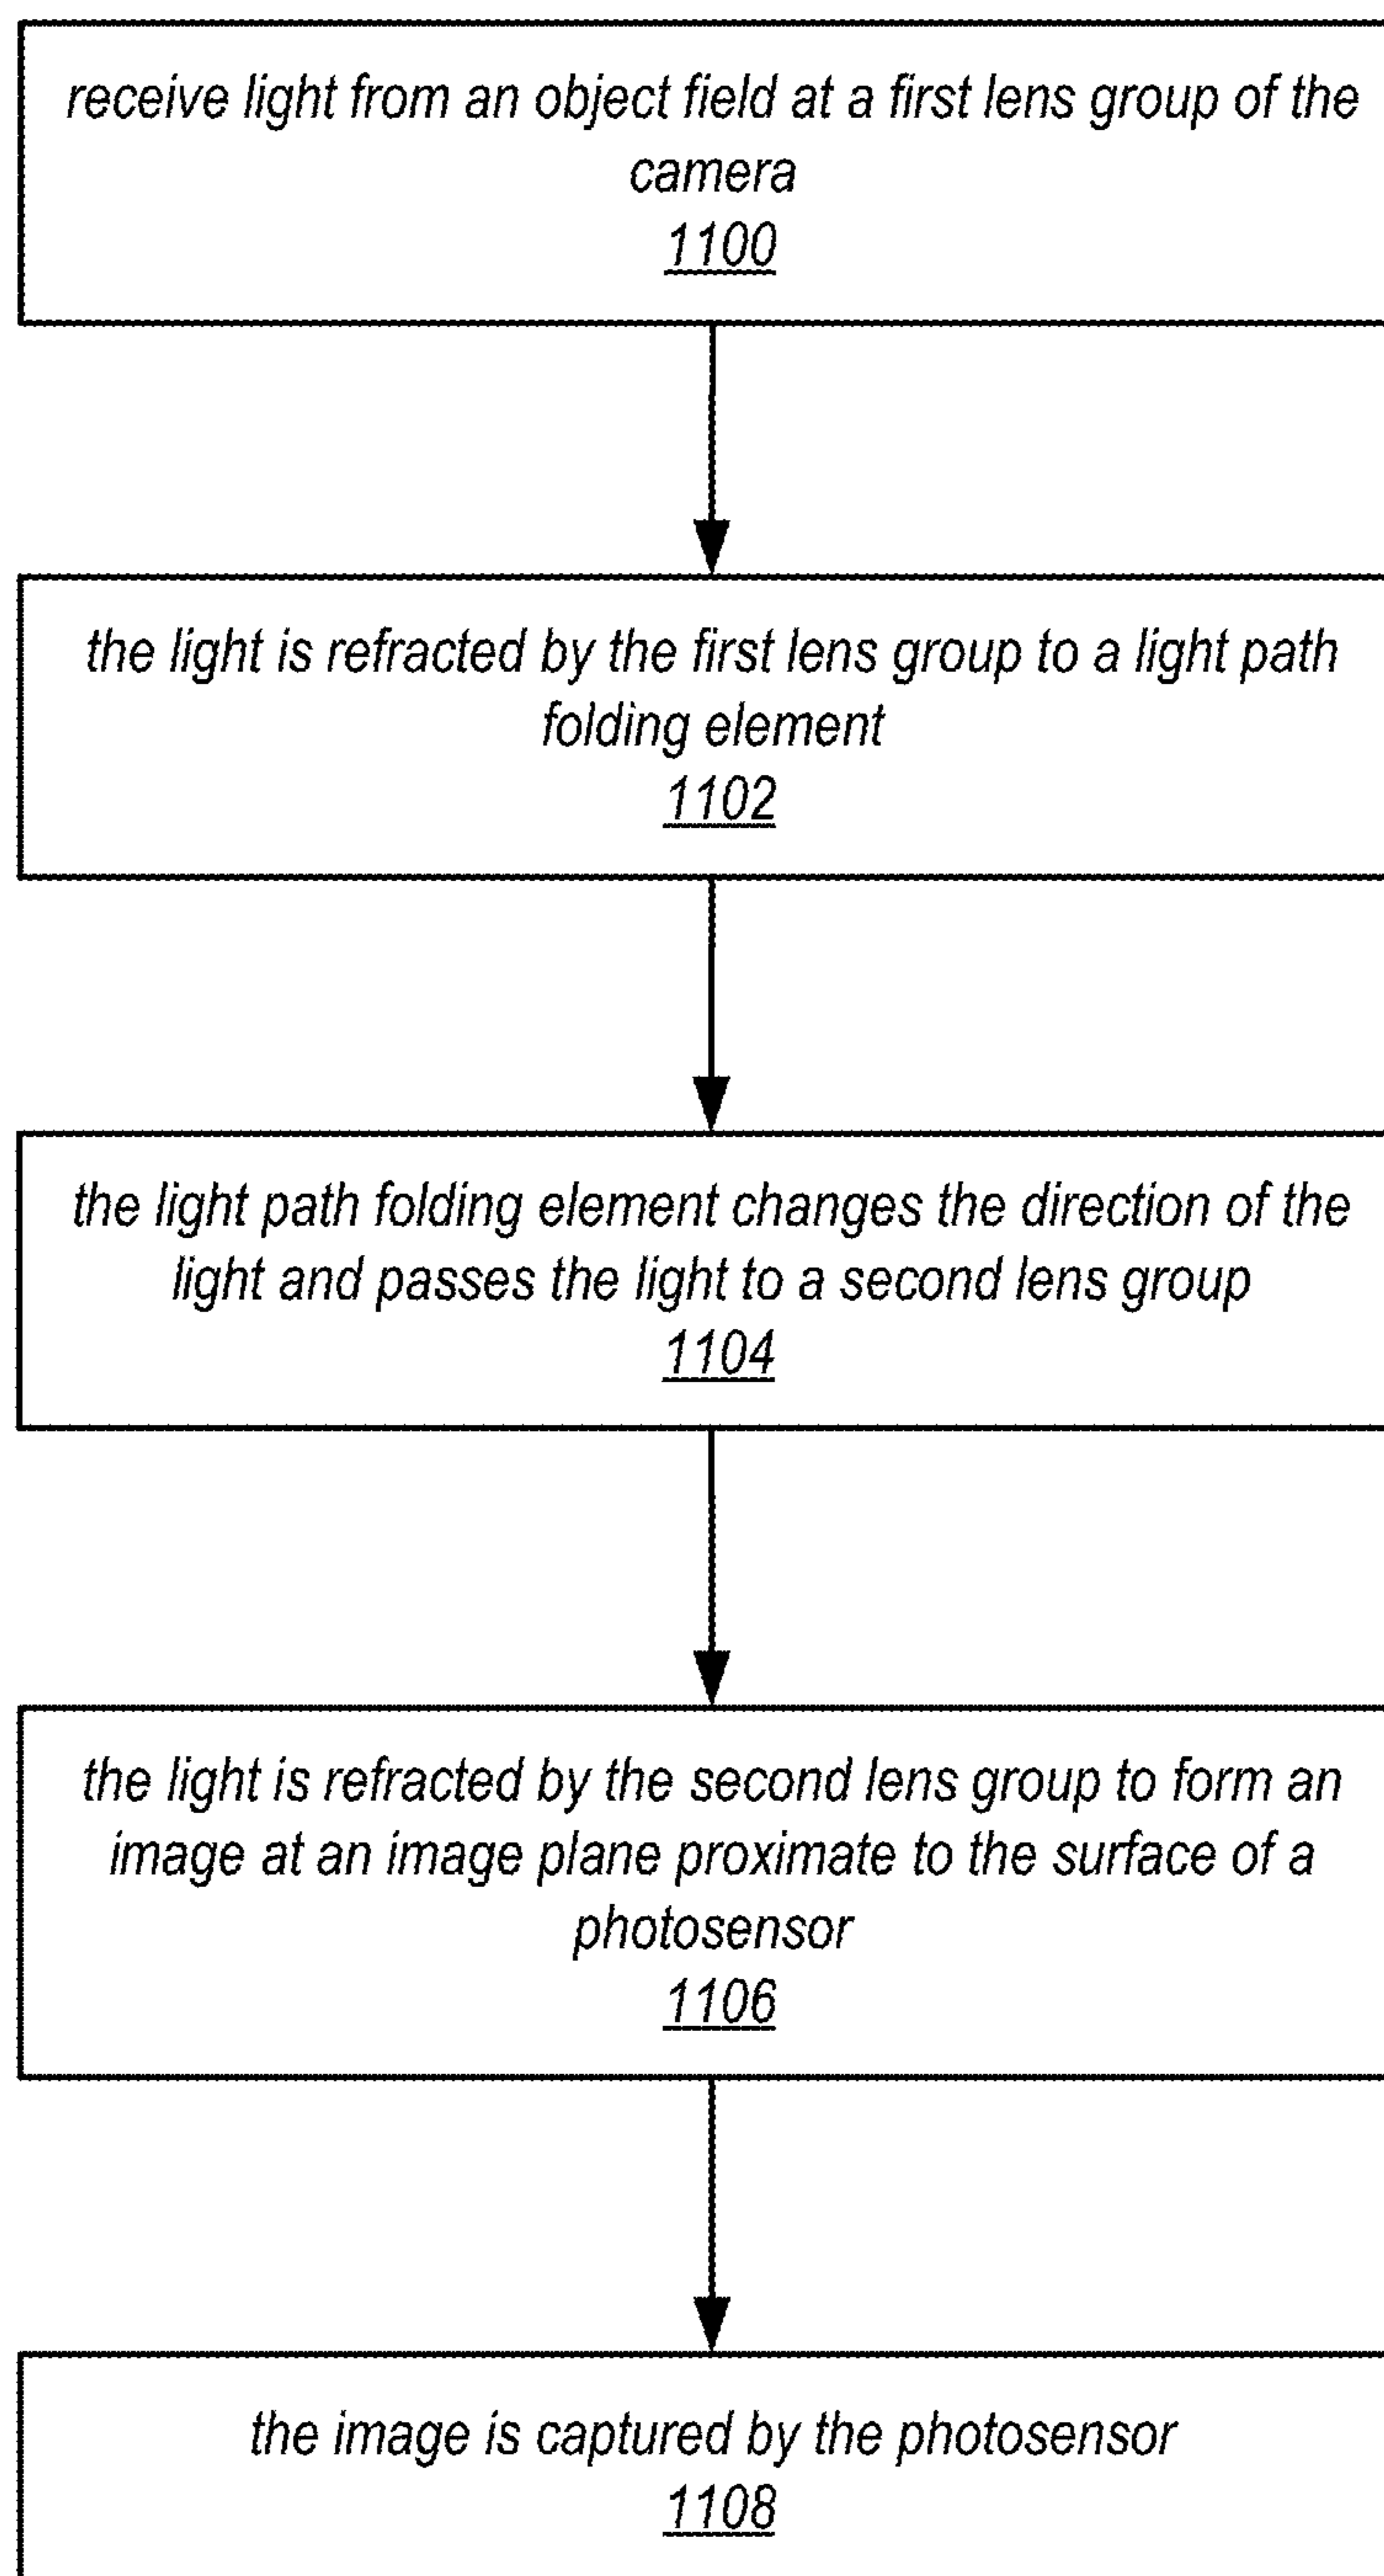 receive light from an object field at a first lens group of the
camera
1100
the light is refracted by the first lens group to a light path
folding element
1102
the light path folding element changes the direction of the
light and passes the light to a second lens group
1104
the light is refracted by the second lens group to form an
image at an image plane proximate to the surface of a
photosensor
1106
the image is captured by the photosensor
1108